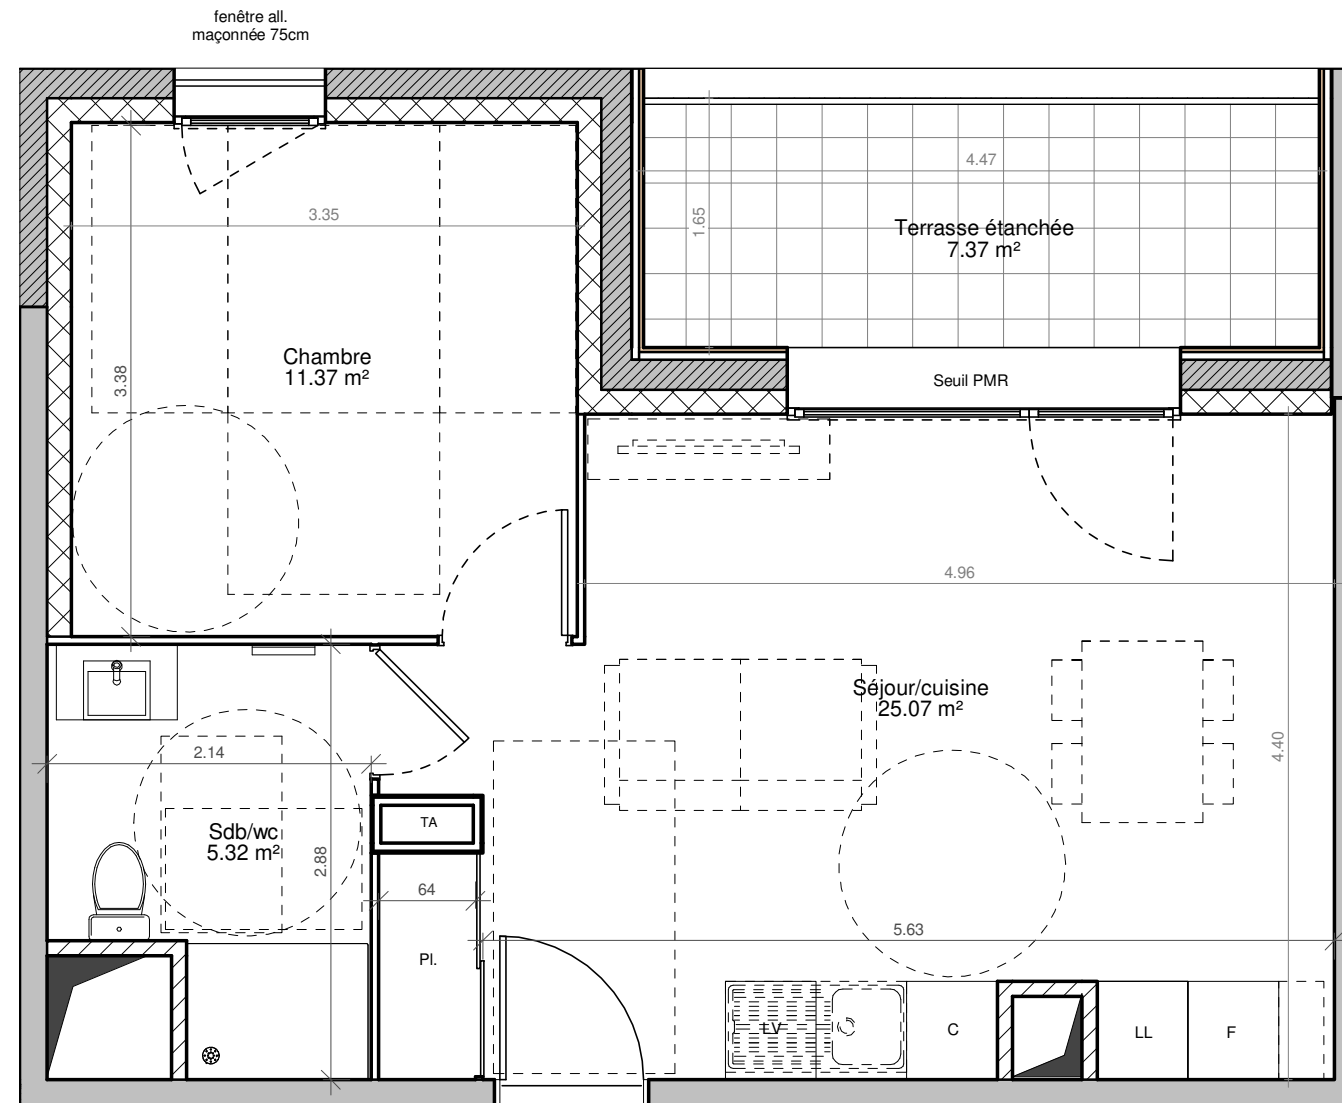 fenêtre all.
maçonnée 75cm
4.47
1.65
Terrasse étanchée
7.37 m²
3.35
Chambre
11.37 m²
3.38
Seuil PMR
4.96
Séjour/cuisine
25.07 m²
4.40
2.14
Sdb/wc
5.32 m²
2.88
TA
64
Pl.
5.63
LV
C
LL
F